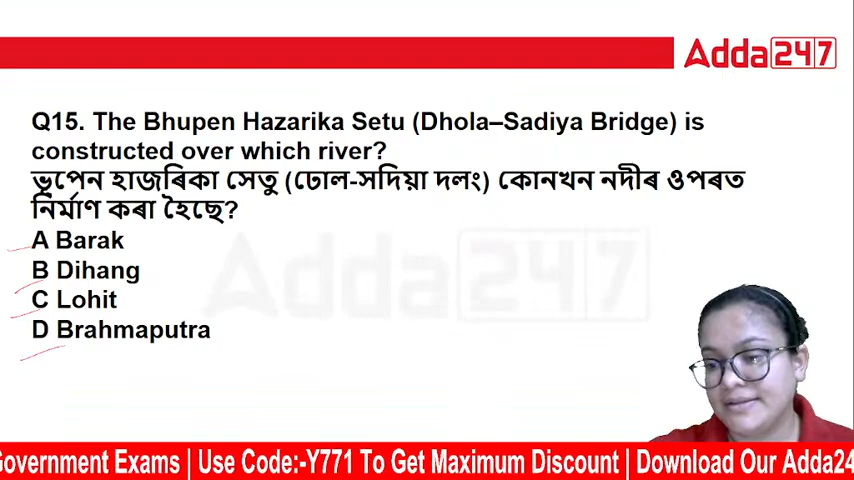 Adda247
Q15. The Bhupen Hazarika Setu (Dhola–Sadiya Bridge) is
constructed over which river?
ভূপেন হাজৰিকা সেতু (ঢোল-সদিয়া দলং) কোনখন নদীৰ ওপৰত
নিৰ্মাণ কৰা হৈছে?
A Barak
B Dihang
C Lohit
D Brahmaputra
Adda247
Government Exams | Use Code:-Y771 To Get Maximum Discount | Download Our Adda24